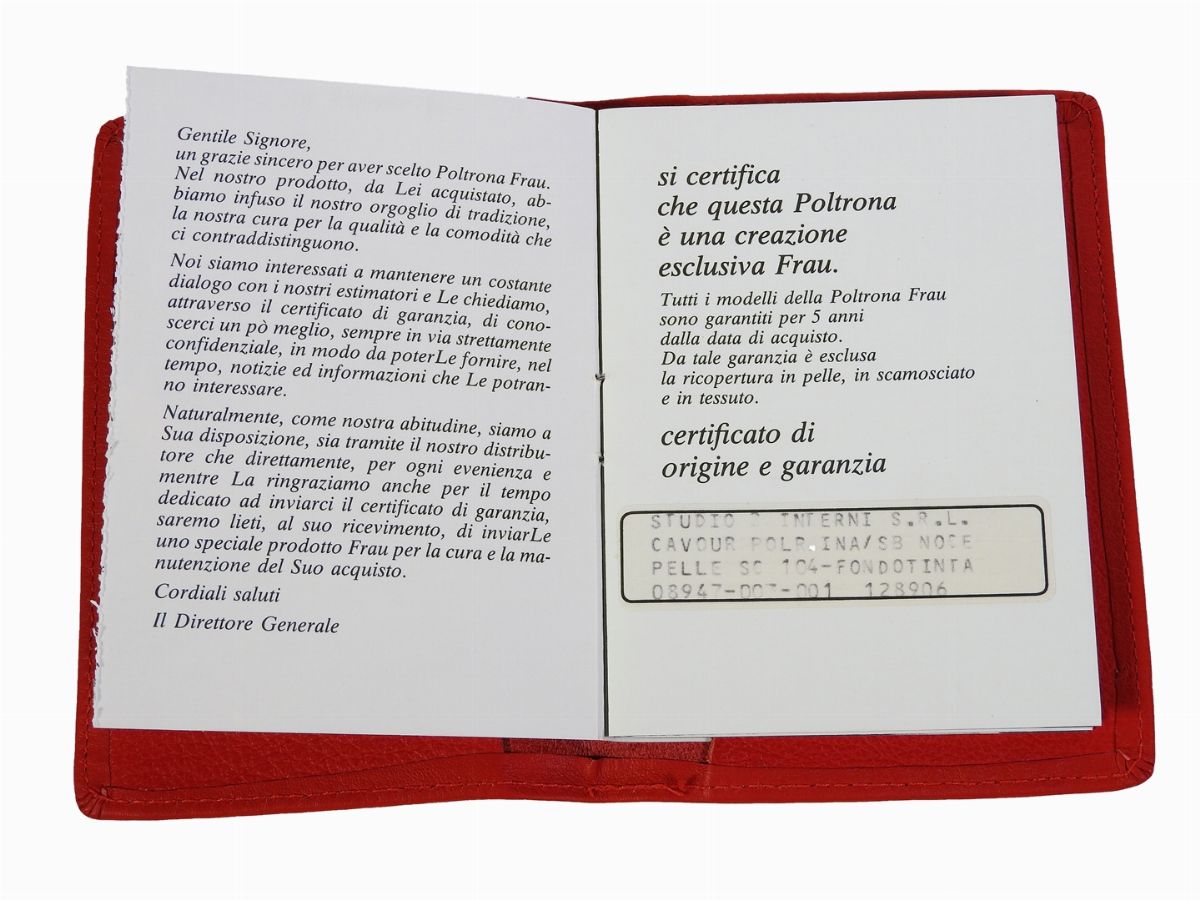 Gentile Signore,
un grazie sincero per aver scelto Poltrona Frau.
Nel nostro prodotto, da Lei acquistato, ab-
biamo infuso il nostro orgoglio di tradizione,
la nostra cura per la qualità e la comodità che
ci contraddistinguono.
Noi siamo interessati a mantenere un costante
dialogo con i nostri estimatori e Le chiediamo,
attraverso il certificato di garanzia, di cono-
scerci un pò meglio, sempre in via strettamente
confidenziale, in modo da poterLe fornire, nel
tempo, notizie ed informazioni che Le potran-
no interessare.
Naturalmente, come nostra abitudine, siamo a
Sua disposizione, sia tramite il nostro distribu-
tore che direttamente, per ogni evenienza e
mentre La ringraziamo anche per il tempo
dedicato ad inviarci il certificato di garanzia,
saremo lieti, al suo ricevimento, di inviarLe
uno speciale prodotto Frau per la cura e la ma-
nutenzione del Suo acquisto.
Cordiali saluti
Il Direttore Generale
si certifica
che questa Poltrona
è una creazione
esclusiva Frau.
Tutti i modelli della Poltrona Frau
sono garantiti per 5 anni
dalla data di acquisto.
Da tale garanzia è esclusa
la ricopertura in pelle, in scamosciato
e in tessuto.
certificato di
origine e garanzia
STUDIO INTERNI S.R.L.
CAVOUR
PELLE SC 104-FONDOTINTA
128906